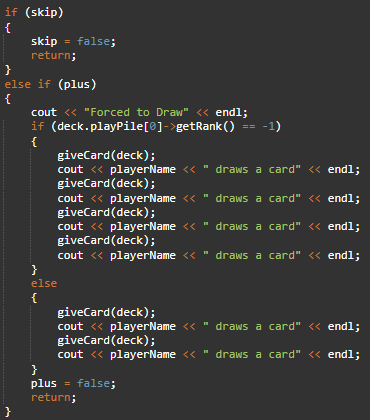 if (skip)
{
    skip = false;
    return;
}
else if (plus)
{
    cout << "Forced to Draw" << endl;
    if (deck.playPile[0]->getRank() == -1)
    {
        giveCard(deck);
        cout << playerName << " draws a card" << endl;
        giveCard(deck);
        cout << playerName << " draws a card" << endl;
        giveCard(deck);
        cout << playerName << " draws a card" << endl;
        giveCard(deck);
        cout << playerName << " draws a card" << endl;
    }
    else
    {
        giveCard(deck);
        cout << playerName << " draws a card" << endl;
        giveCard(deck);
        cout << playerName << " draws a card" << endl;
    }
    plus = false;
    return;
}